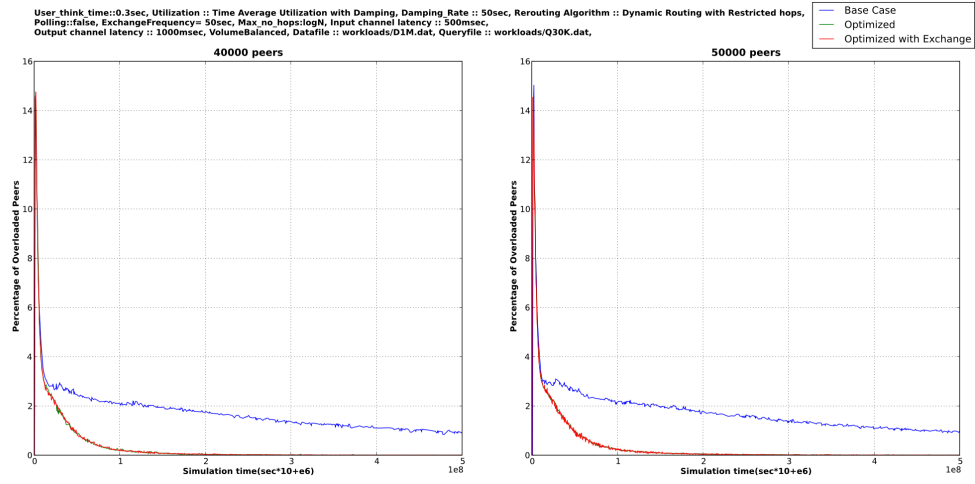 User_think_time::0.3sec, Utilization :: Time Average Utilization with Damping, Damping_Rate :: 50sec, Rerouting Algorithm :: Dynamic Routing with Restricted hops,
Polling::false, ExchangeFrequency= 50sec, Max_no_hops:logN, Input channel latency :: 500msec,
Output channel latency :: 1000msec, VolumeBalanced, Datafile :: workloads/D1M.dat, Queryfile :: workloads/Q30K.dat,
Base Case
Optimized
Optimized with Exchange
40000 peers
Percentage of Overloaded Peers
16
14
12
10
8
6
4
2
0
0 1 2 3 4 5
1e8
Simulation time(sec*10+e6)
50000 peers
Percentage of Overloaded Peers
16
14
12
10
8
6
4
2
0
0 1 2 3 4 5
1e8
Simulation time(sec*10+e6)